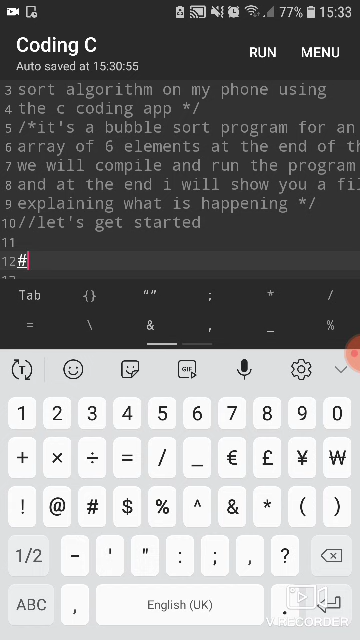 77% 15:33
Coding C
Auto saved at 15:30:55
RUN MENU
3 sort algorithm on my phone using
4 the c coding app */
5 /*it's a bubble sort program for an
6 array of 6 elements at the end of th
7 we will compile and run the program
8 and at the end i will show you a fi
9 explaining what is happening */
10 //let's get started
11
12 #
Tab {} “” ; * /
= \ & , _ %
T GIF
1 2 3 4 5 6 7 8 9 0
+ × ÷ = / _ € £ ¥ ₩
! @ # $ % ^ & * ( )
1/2 - ' " : ; , ?
ABC , English (UK) .
V RECORDER